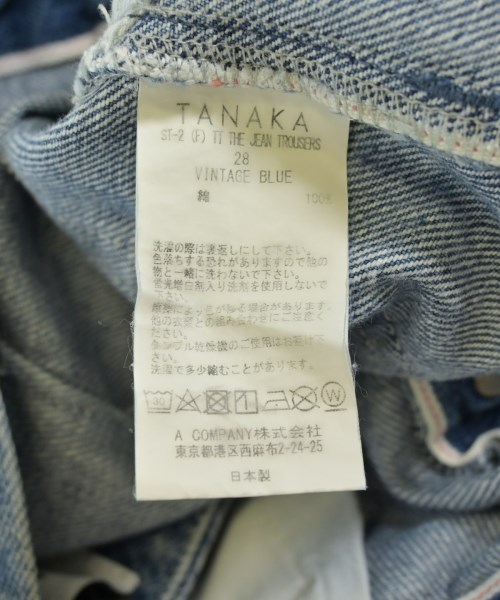 TANAKA
ST-2 (F) TT THE JEAN TROUSERS
28
VINTAGE BLUE
綿 100%
洗濯の際は裏返しにして下さい。
色落ちする恐れがありますので他の
物と一緒に洗わないで下さい。
蛍光増白剤入り洗剤を使用しないで
下さい。
摩擦によって色が移る場合があります。
他の衣類との組み合わせにご注意くだ
さい。
タンブル乾燥機のご使用はお避け下
さい。
洗濯で多少縮むことがあります。
30 W
A COMPANY株式会社
東京都港区西麻布2-24-25
日本製